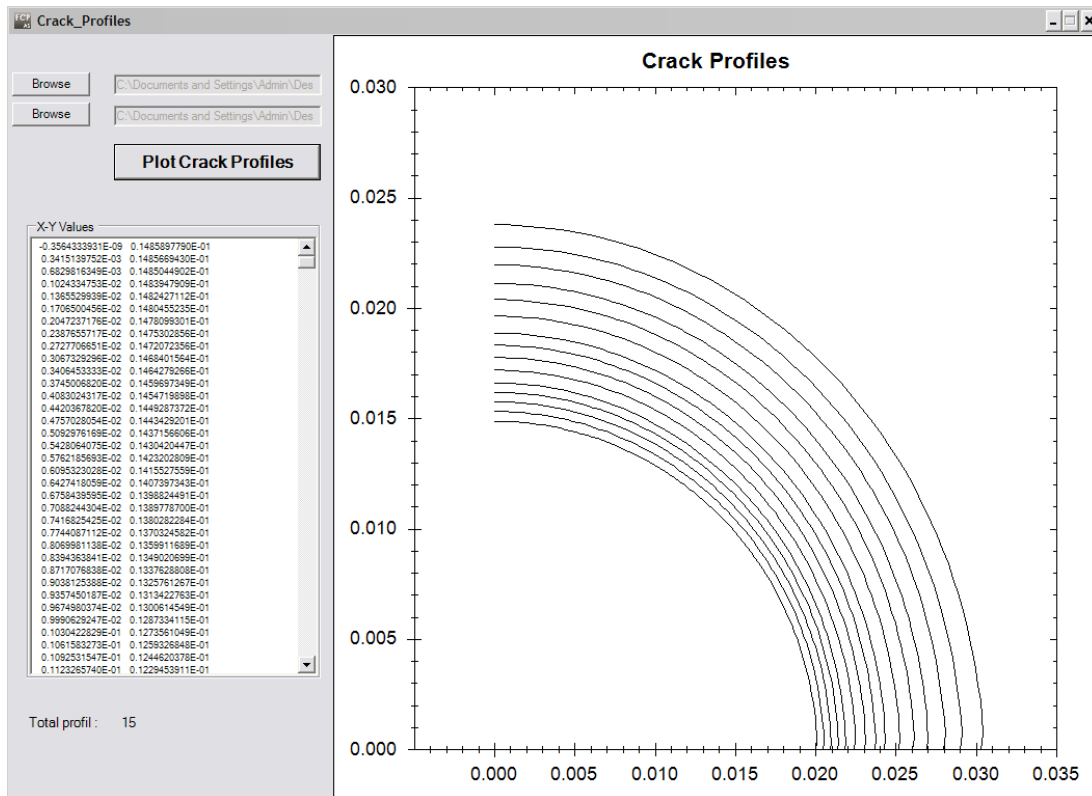 Crack_Profiles
Browse C:\Documents and Settings\Admin\Des
Browse C:\Documents and Settings\Admin\Des
Plot Crack Profiles
X-Y Values
-0.3564333931E-09 0.1485897790E-01
0.3415139752E-03 0.1485669430E-01
0.6829816349E-03 0.1485044902E-01
0.1024334753E-02 0.1483947909E-01
0.1365529939E-02 0.1482427112E-01
0.1706500456E-02 0.1480455235E-01
0.2047237176E-02 0.1478099301E-01
0.2387655717E-02 0.1475302856E-01
0.2727706651E-02 0.1472072356E-01
0.3067329296E-02 0.1468401564E-01
0.3406453333E-02 0.1464279266E-01
0.3745006820E-02 0.1459697349E-01
0.4083024317E-02 0.1454719898E-01
0.4420367820E-02 0.1449287372E-01
0.4757028054E-02 0.1443429201E-01
0.5092976169E-02 0.1437156606E-01
0.5428064075E-02 0.1430420447E-01
0.5762185693E-02 0.1423202809E-01
0.6095323028E-02 0.1415527559E-01
0.6427418059E-02 0.1407397343E-01
0.6758439595E-02 0.1398824491E-01
0.7088244304E-02 0.1389778700E-01
0.7416825425E-02 0.1380282284E-01
0.7744087112E-02 0.1370324582E-01
0.8069981138E-02 0.1359911689E-01
0.8394363841E-02 0.1349020699E-01
0.8717076838E-02 0.1337628808E-01
0.9038125388E-02 0.1325761267E-01
0.9357450187E-02 0.1313422763E-01
0.9674980374E-02 0.1300614549E-01
0.9990629247E-02 0.1287334115E-01
0.1030422829E-01 0.1273561049E-01
0.1061583273E-01 0.1259326848E-01
0.1092531547E-01 0.1244620378E-01
0.1123265740E-01 0.1229453911E-01
Total profil : 15
Crack Profiles
0.030
0.025
0.020
0.015
0.010
0.005
0.000
0.000 0.005 0.010 0.015 0.020 0.025 0.030 0.035